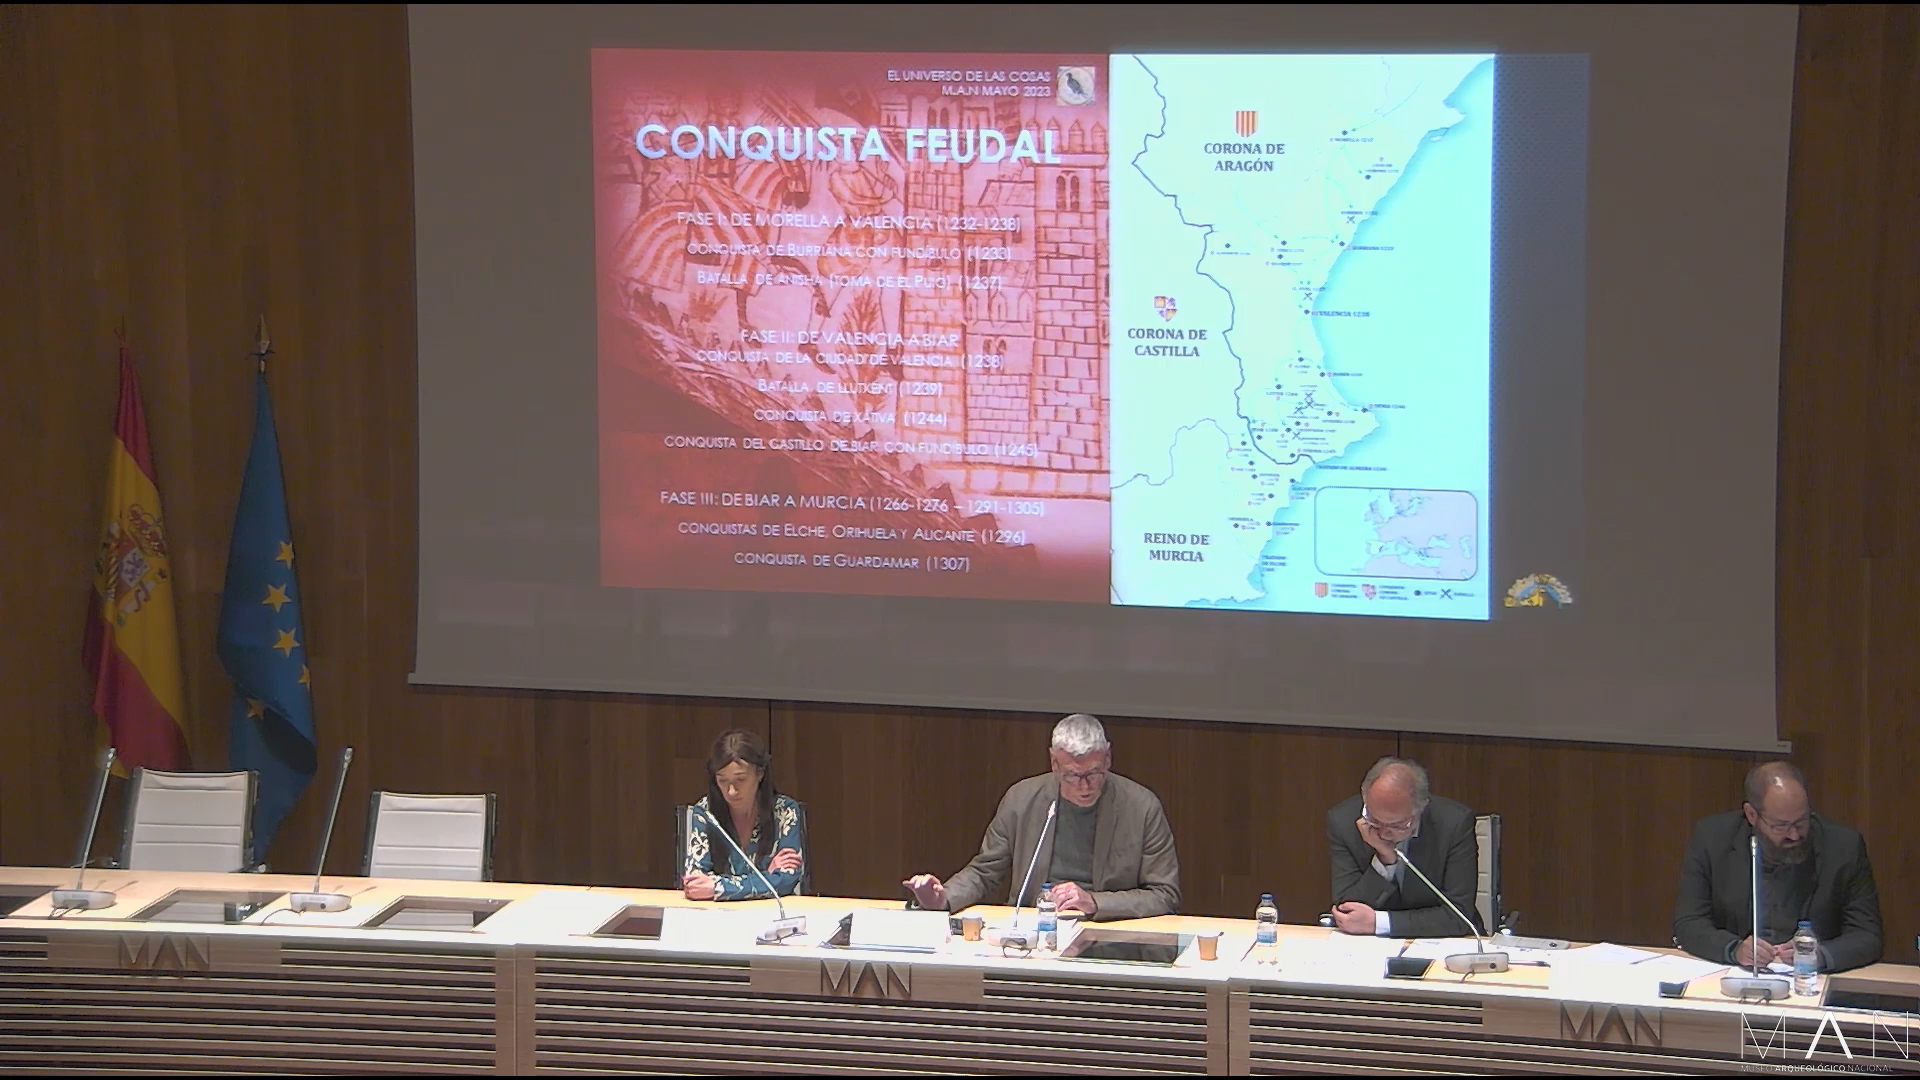 EL UNIVERSO DE LAS COSAS
M.A.N MAYO 2023
CONQUISTA FEUDAL
FASE I: DE MORELLA A VALENCIA (1232-1238)
CONQUISTA DE BURRIANA CON FUNDÍBULO (1233)
BATALLA DE ANISHA (TOMA DE EL PUIG) (1237)
FASE II: DE VALENCIA A BIAR
CONQUISTA DE LA CIUDAD DE VALENCIA (1238)
BATALLA DE LLUTXENT (1239)
CONQUISTA DE XÀTIVA (1244)
CONQUISTA DEL CASTILLO DE BIAR CON FUNDÍBULO (1245)
FASE III: DE BIAR A MURCIA (1266-1276 – 1291-1305)
CONQUISTAS DE ELCHE, ORIHUELA Y ALICANTE (1296)
CONQUISTA DE GUARDAMAR (1307)
CORONA DE
ARAGÓN
CORONA DE
CASTILLA
REINO DE
MURCIA
VALENCIA 1238
MAN
MAN
MAN
MAN
MUSEO ARQUEOLÓGICO NACIONAL